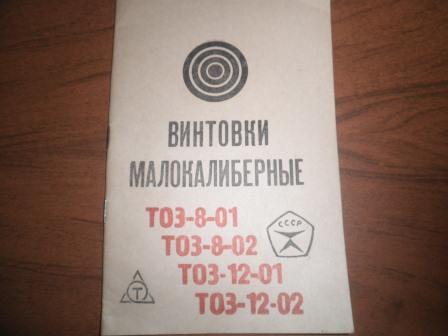 ВИНТОВКИ
МАЛОКАЛИБЕРНЫЕ
ТОЗ-8-01
ТОЗ-8-02
СССР
ТОЗ-12-01
Т
ТОЗ-12-02